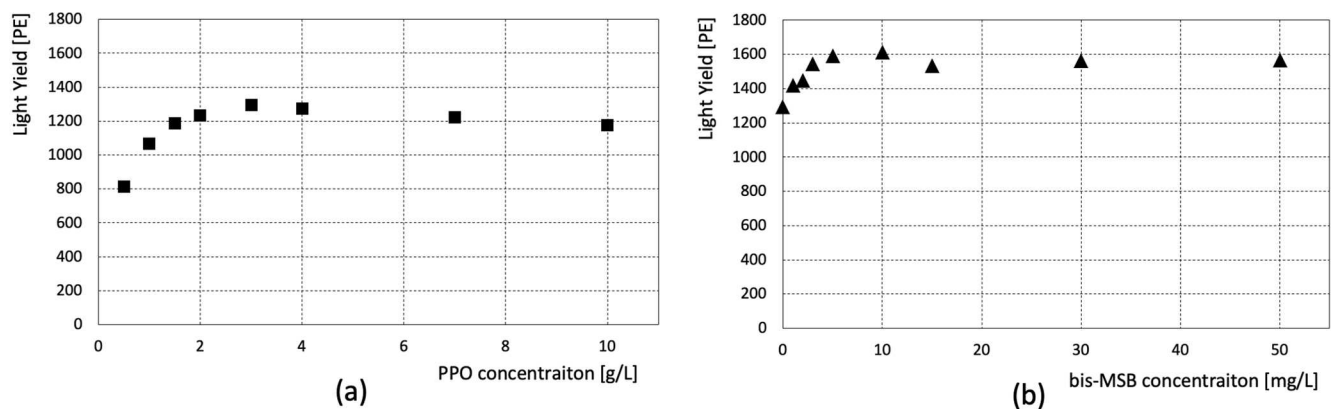 Light Yield [PE]
1800
1600
1400
1200
1000
800
600
400
200
0
0 2 4 6 8 10
PPO concentraiton [g/L]
(a)
Light Yield [PE]
1800
1600
1400
1200
1000
800
600
400
200
0
0 10 20 30 40 50
bis-MSB concentraiton [mg/L]
(b)